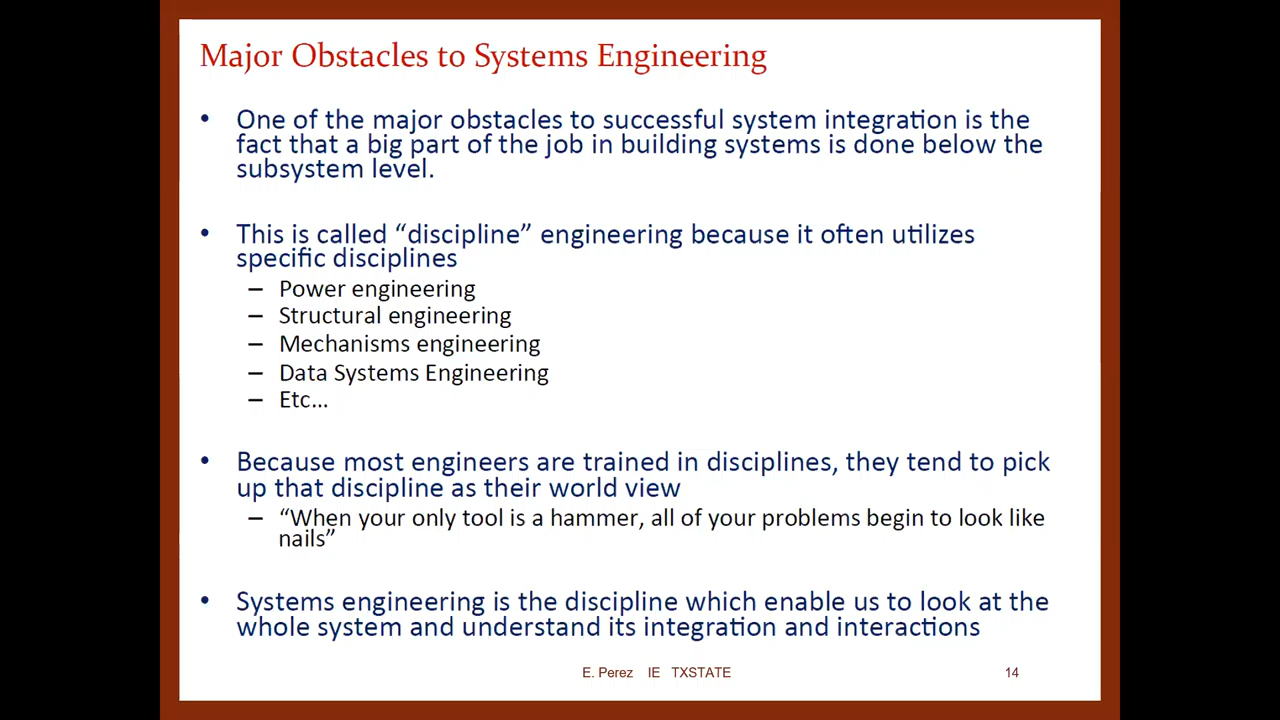 Major Obstacles to Systems Engineering
• One of the major obstacles to successful system integration is the
fact that a big part of the job in building systems is done below the
subsystem level.
• This is called “discipline” engineering because it often utilizes
specific disciplines
– Power engineering
– Structural engineering
– Mechanisms engineering
– Data Systems Engineering
– Etc…
• Because most engineers are trained in disciplines, they tend to pick
up that discipline as their world view
– “When your only tool is a hammer, all of your problems begin to look like
nails”
• Systems engineering is the discipline which enable us to look at the
whole system and understand its integration and interactions
E. Perez IE TXSTATE 14